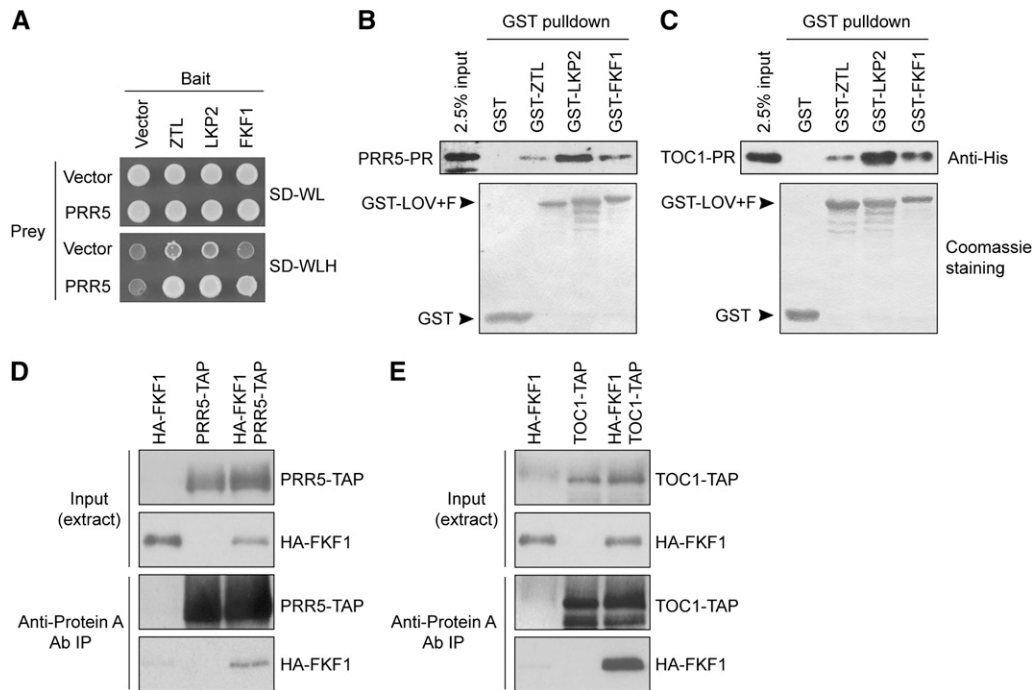 A
Bait
Vector
ZTL
LKP2
FKF1
Prey
Vector
PRR5
SD-WL
Vector
PRR5
SD-WLH
B
GST pulldown
2.5% input
GST
GST-ZTL
GST-LKP2
GST-FKF1
PRR5-PR
GST-LOV+F
GST
C
GST pulldown
2.5% input
GST
GST-ZTL
GST-LKP2
GST-FKF1
TOC1-PR
Anti-His
GST-LOV+F
Coomassie
staining
GST
D
HA-FKF1
PRR5-TAP
HA-FKF1
PRR5-TAP
Input
(extract)
PRR5-TAP
HA-FKF1
Anti-Protein A
Ab IP
PRR5-TAP
HA-FKF1
E
HA-FKF1
TOC1-TAP
HA-FKF1
TOC1-TAP
Input
(extract)
TOC1-TAP
HA-FKF1
Anti-Protein A
Ab IP
TOC1-TAP
HA-FKF1